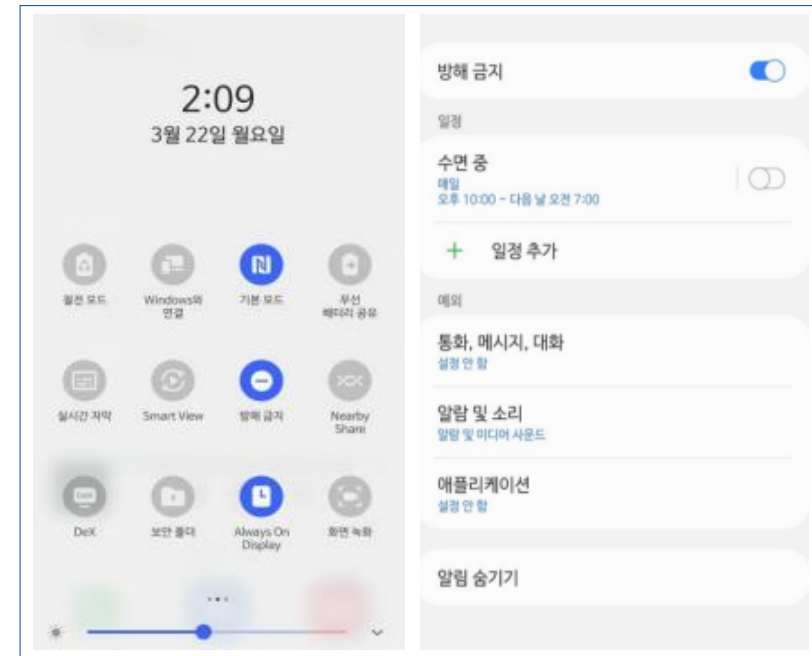 2:09
3월 22일 월요일
절전 모드
Windows와
연결
기본 모드
무선
배터리 공유
실시간 자막
Smart View
방해 금지
Nearby
Share
DeX
DeX
보안 폴더
Always On
Display
화면 녹화
방해 금지
일정
수면 중
매일
오후 10:00 ~ 다음 날 오전 7:00
+ 일정 추가
예외
통화, 메시지, 대화
설정 안 함
알람 및 소리
알람 및 미디어 사운드
애플리케이션
설정 안 함
알림 숨기기